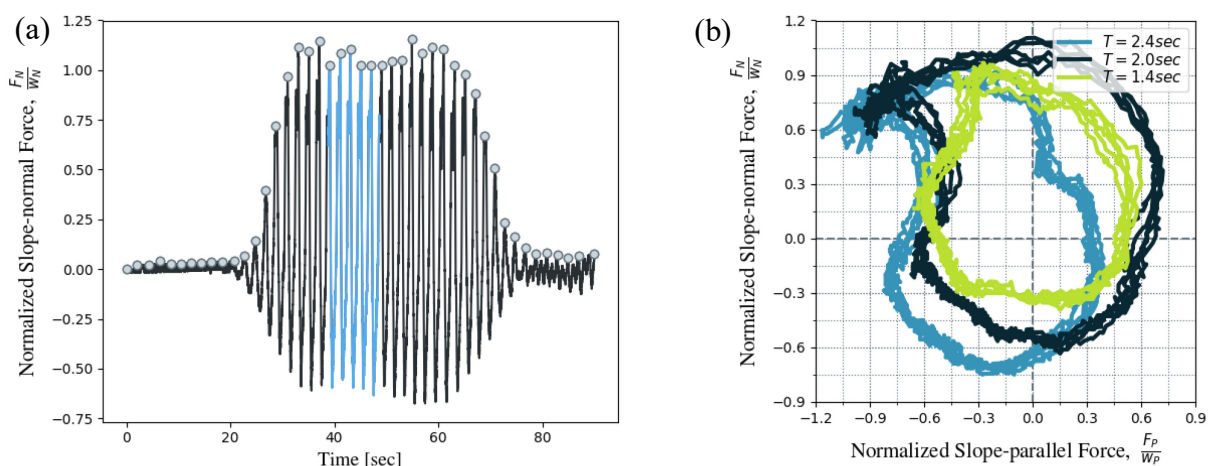 (a)
Normalized Slope-normal Force, F_N/W_N
1.25
1.00
0.75
0.50
0.25
0.00
−0.25
−0.50
−0.75
0 20 40 60 80
Time [sec]
(b)
Normalized Slope-normal Force, F_N/W_N
1.2
0.9
0.6
0.3
0.0
−0.3
−0.6
−0.9
T = 2.4sec
T = 2.0sec
T = 1.4sec
−1.2 −0.9 −0.6 −0.3 0.0 0.3 0.6 0.9
Normalized Slope-parallel Force, F_P/W_P